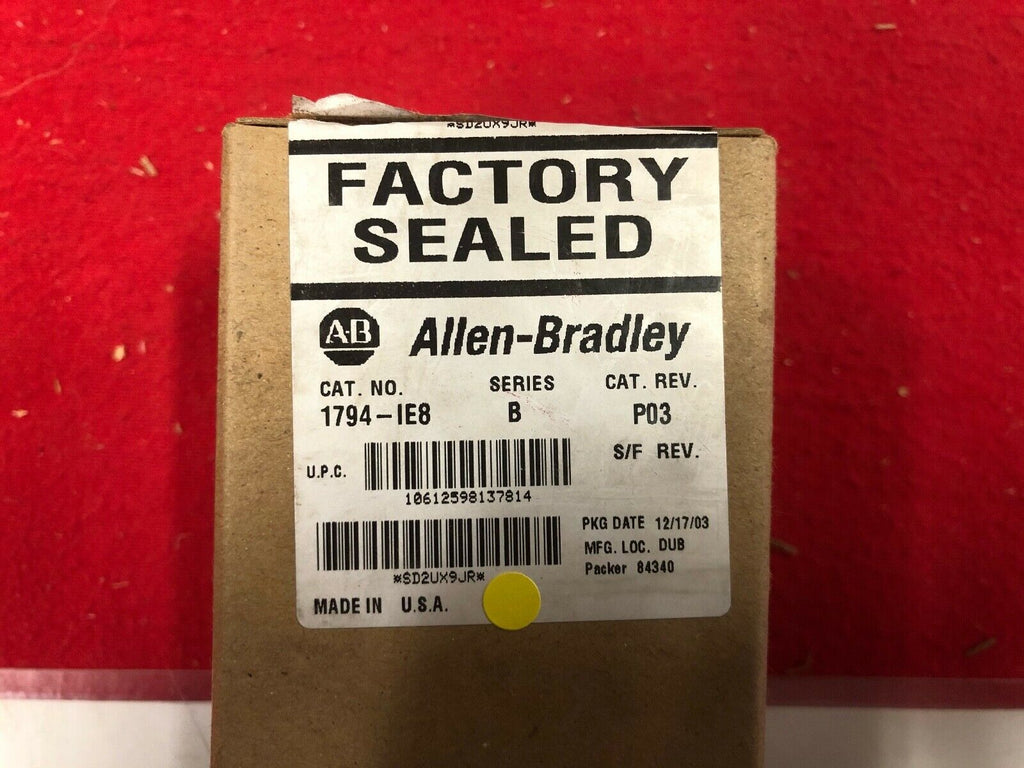 *SD2UX9JR*
FACTORY
SEALED
A-B Allen-Bradley
CAT. NO. SERIES CAT. REV.
1794-IE8 B P03
S/F REV.
U.P.C.
10612598137814
PKG DATE 12/17/03
MFG. LOC. DUB
Packer 84340
*SD2UX9JR*
MADE IN U.S.A.